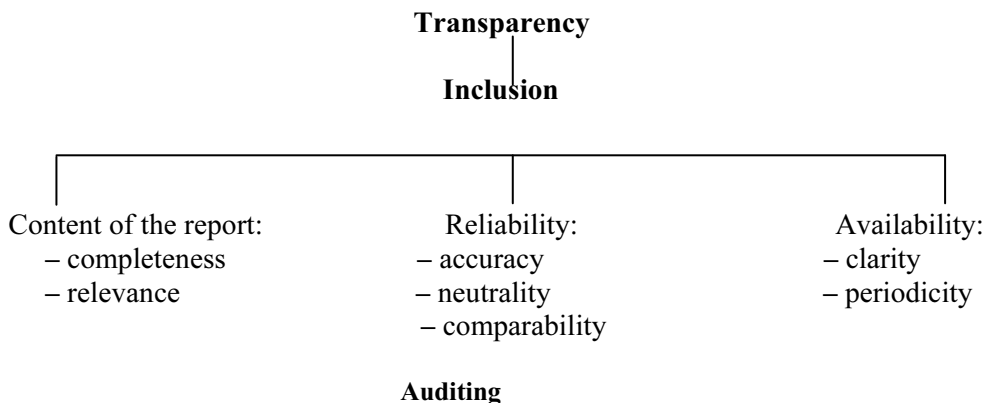 Transparency
Inclusion
Content of the report:
– completeness
– relevance
Reliability:
– accuracy
– neutrality
– comparability
Availability:
– clarity
– periodicity
Auditing